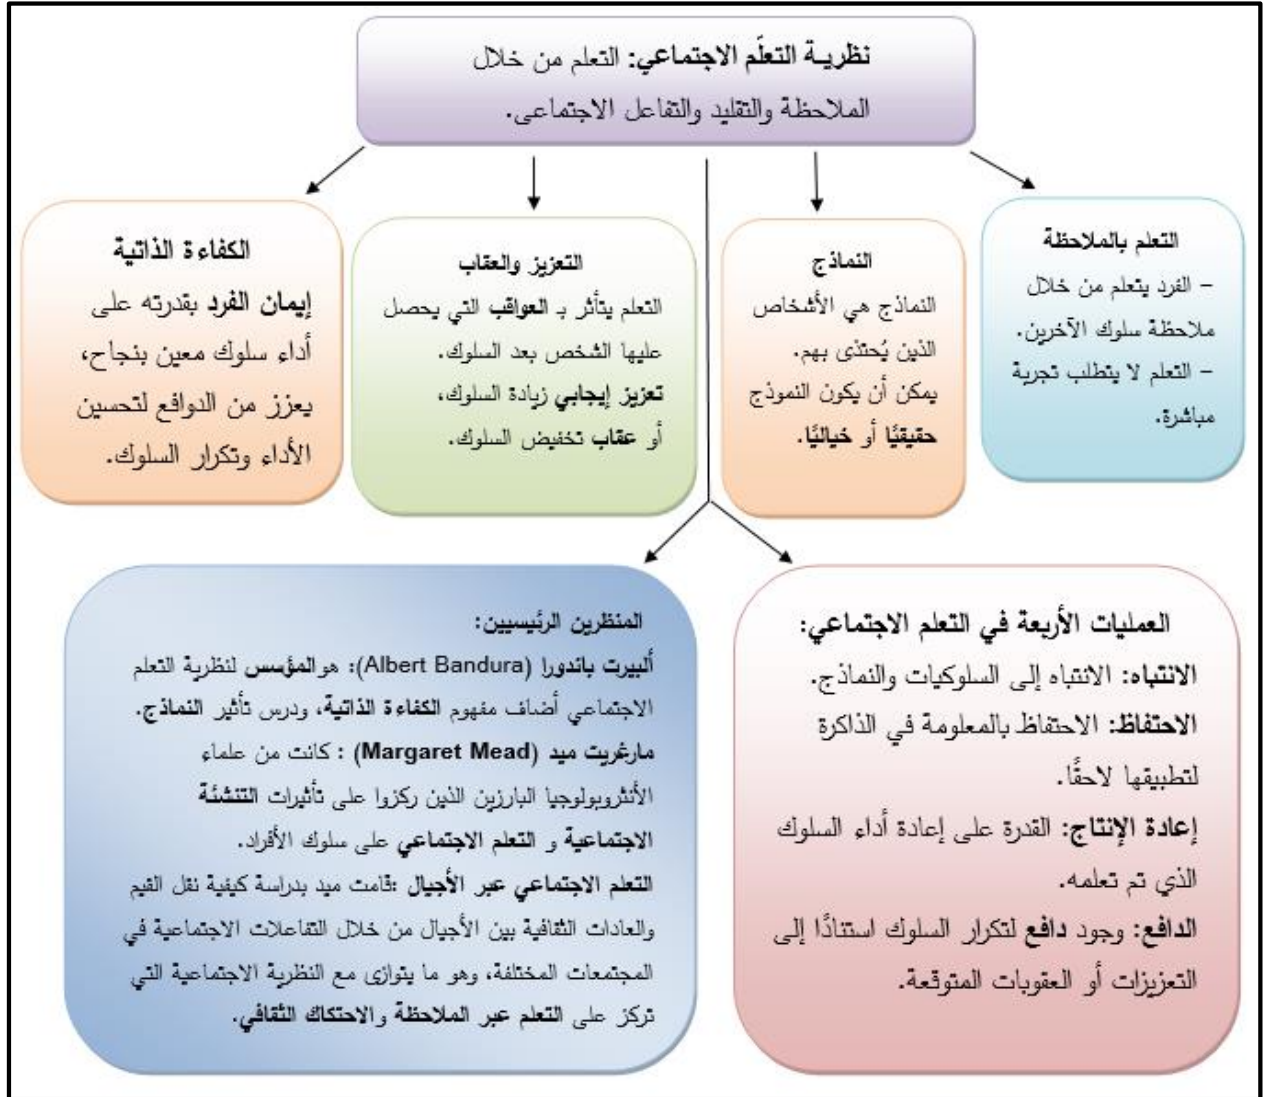 نظرية التعلّم الاجتماعي: التعلم من خلال
الملاحظة والتقليد والتفاعل الاجتماعي.
التعلم بالملاحظة
– الفرد يتعلم من خلال
ملاحظة سلوك الآخرين.
– التعلم لا يتطلب تجربة
مباشرة.
النماذج
النماذج هي الأشخاص
الذين يُحتذى بهم.
يمكن أن يكون النموذج
حقيقيًا أو خياليًا.
التعزيز والعقاب
التعلم يتأثر بـ العواقب التي يحصل
عليها الشخص بعد السلوك.
تعزيز إيجابي زيادة السلوك،
أو عقاب تخفيض السلوك.
الكفاءة الذاتية
إيمان الفرد بقدرته على
أداء سلوك معين بنجاح،
يعزز من الدوافع لتحسين
الأداء وتكرار السلوك.
العمليات الأربعة في التعلم الاجتماعي:
الانتباه: الانتباه إلى السلوكيات والنماذج.
الاحتفاظ: الاحتفاظ بالمعلومة في الذاكرة
لتطبيقها لاحقًا.
إعادة الإنتاج: القدرة على إعادة أداء السلوك
الذي تم تعلمه.
الدافع: وجود دافع لتكرار السلوك استنادًا إلى
التعزيزات أو العقوبات المتوقعة.
المنظرين الرئيسيين:
ألبيرت باندورا (Albert Bandura): هوالمؤسس لنظرية التعلم
الاجتماعي أضاف مفهوم الكفاءة الذاتية، ودرس تأثير النماذج.
مارغريت ميد (Margaret Mead) : كانت من علماء
الأنثروبولوجيا البارزين الذين ركزوا على تأثيرات التنشئة
الاجتماعية و التعلم الاجتماعي على سلوك الأفراد.
التعلم الاجتماعي عبر الأجيال :قامت ميد بدراسة كيفية نقل القيم
والعادات الثقافية بين الأجيال من خلال التفاعلات الاجتماعية في
المجتمعات المختلفة، وهو ما يتوازى مع النظرية الاجتماعية التي
تركز على التعلم عبر الملاحظة والاحتكاك الثقافي.